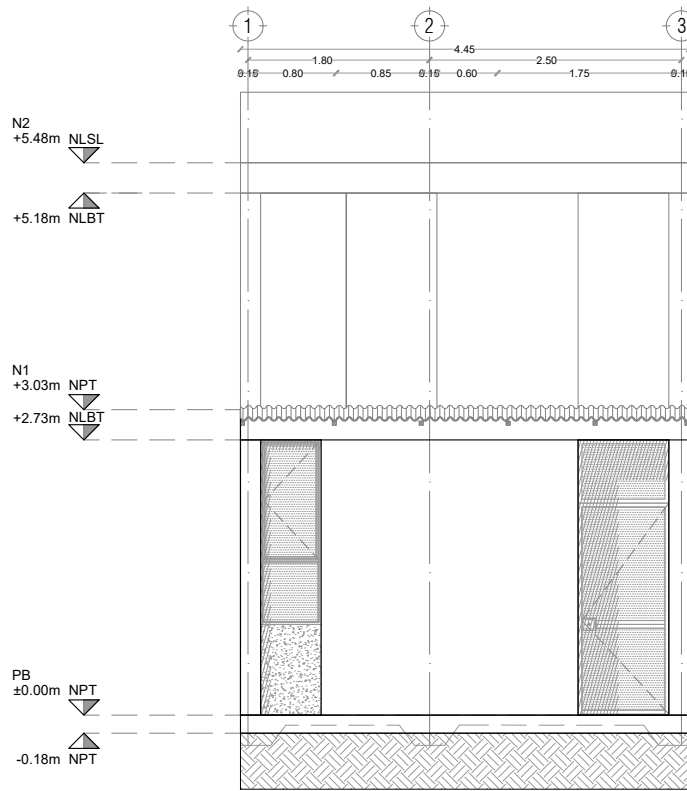 1 2 3
4.45
1.80 2.50
0.15 0.80 0.85 0.15 0.60 1.75 0.15
N2
+5.48m NLSL
+5.18m NLBT
N1
+3.03m NPT
+2.73m NLBT
PB
±0.00m NPT
-0.18m NPT